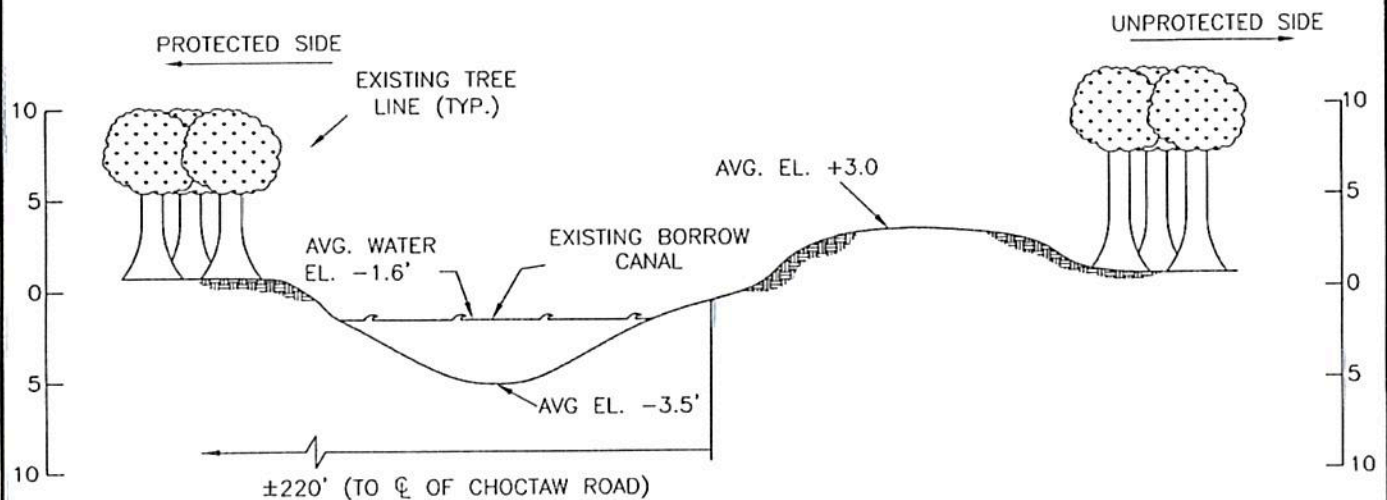 UNPROTECTED SIDE
PROTECTED SIDE
EXISTING TREE
LINE (TYP.)
10
10
AVG. EL. +3.0
5
5
AVG. WATER
EL. -1.6'
EXISTING BORROW
CANAL
0
0
5
5
AVG EL. -3.5'
10
10
±220' (TO ℄ OF CHOCTAW ROAD)